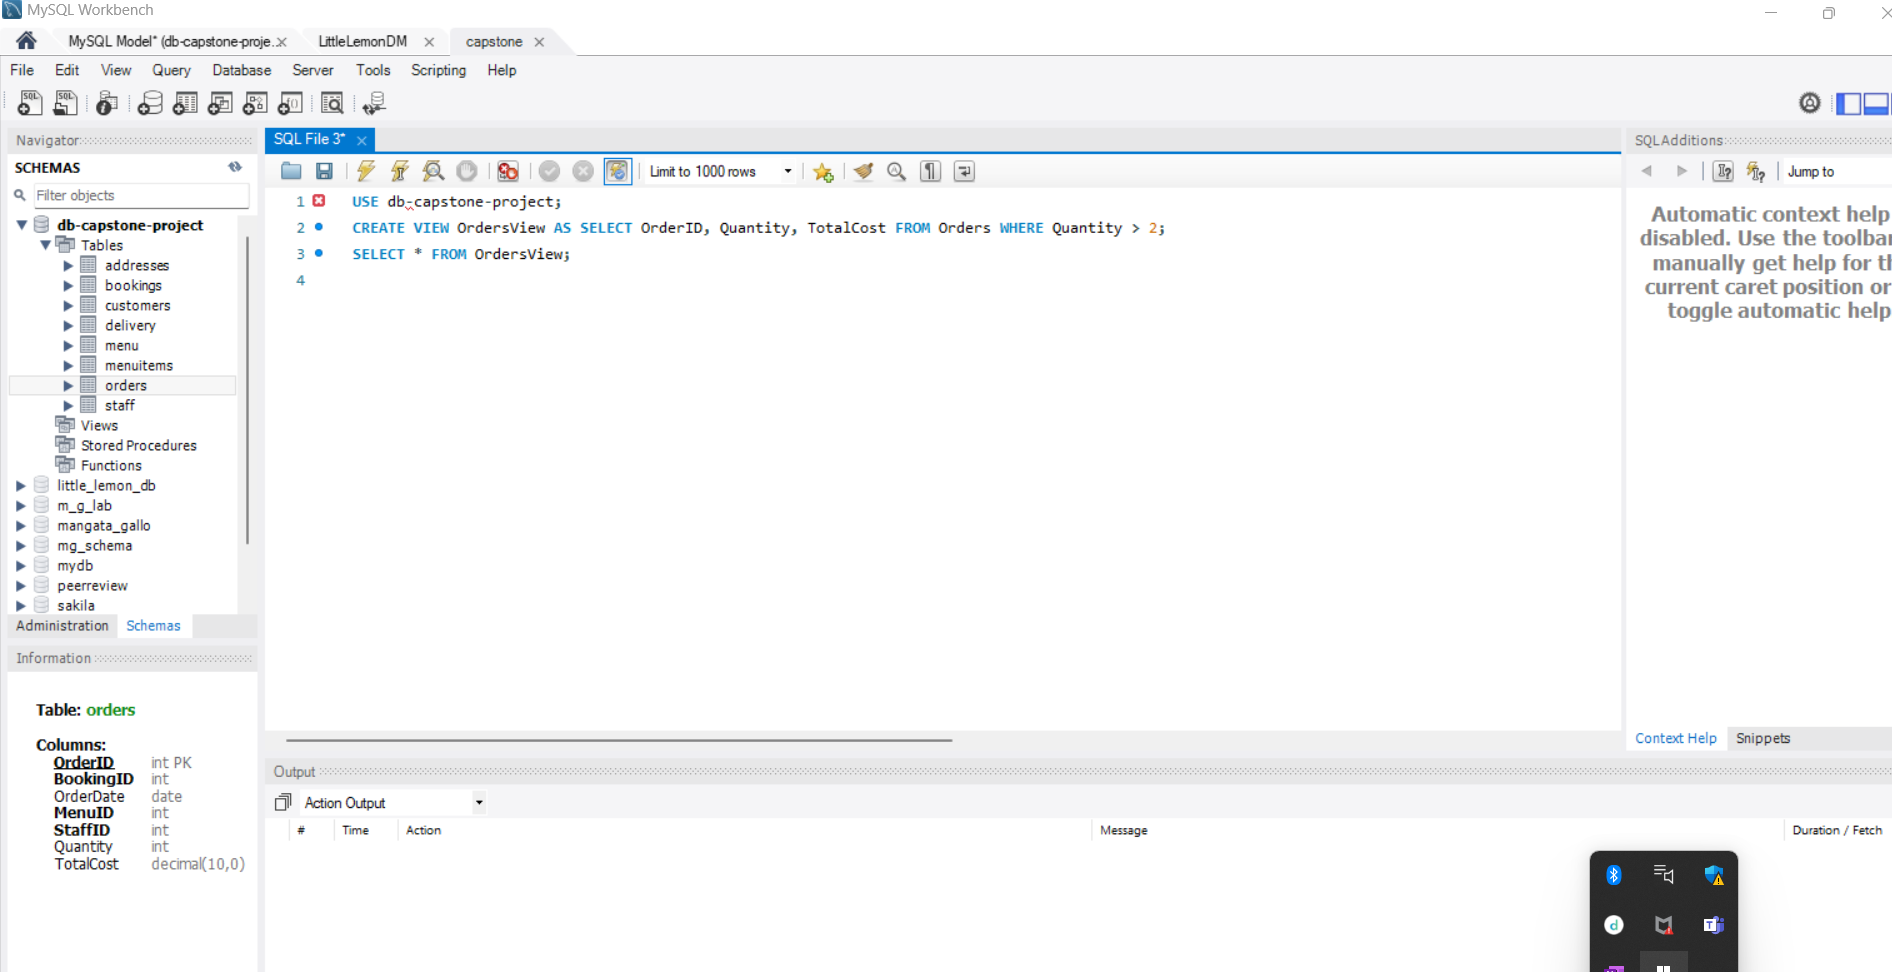 MySQL Workbench
MySQL Model* (db-capstone-proje..
LittleLemonDM
capstone
File Edit View Query Database Server Tools Scripting Help
Navigator
SCHEMAS
Filter objects
db-capstone-project
Tables
addresses
bookings
customers
delivery
menu
menuitems
orders
staff
Views
Stored Procedures
Functions
little_lemon_db
m_g_lab
mangata_gallo
mg_schema
mydb
peerreview
sakila
Administration Schemas
Information
Table: orders
Columns:
OrderID int PK
BookingID int
OrderDate date
MenuID int
StaffID int
Quantity int
TotalCost decimal(10,0)
SQL File 3*
Limit to 1000 rows
1 USE db-capstone-project;
2 CREATE VIEW OrdersView AS SELECT OrderID, Quantity, TotalCost FROM Orders WHERE Quantity > 2;
3 SELECT * FROM OrdersView;
4
Output
Action Output
# Time Action Message Duration / Fetch
SQLAdditions
Jump to
Automatic context help
disabled. Use the toolbar
manually get help for
current caret position or
toggle automatic help
Context Help Snippets